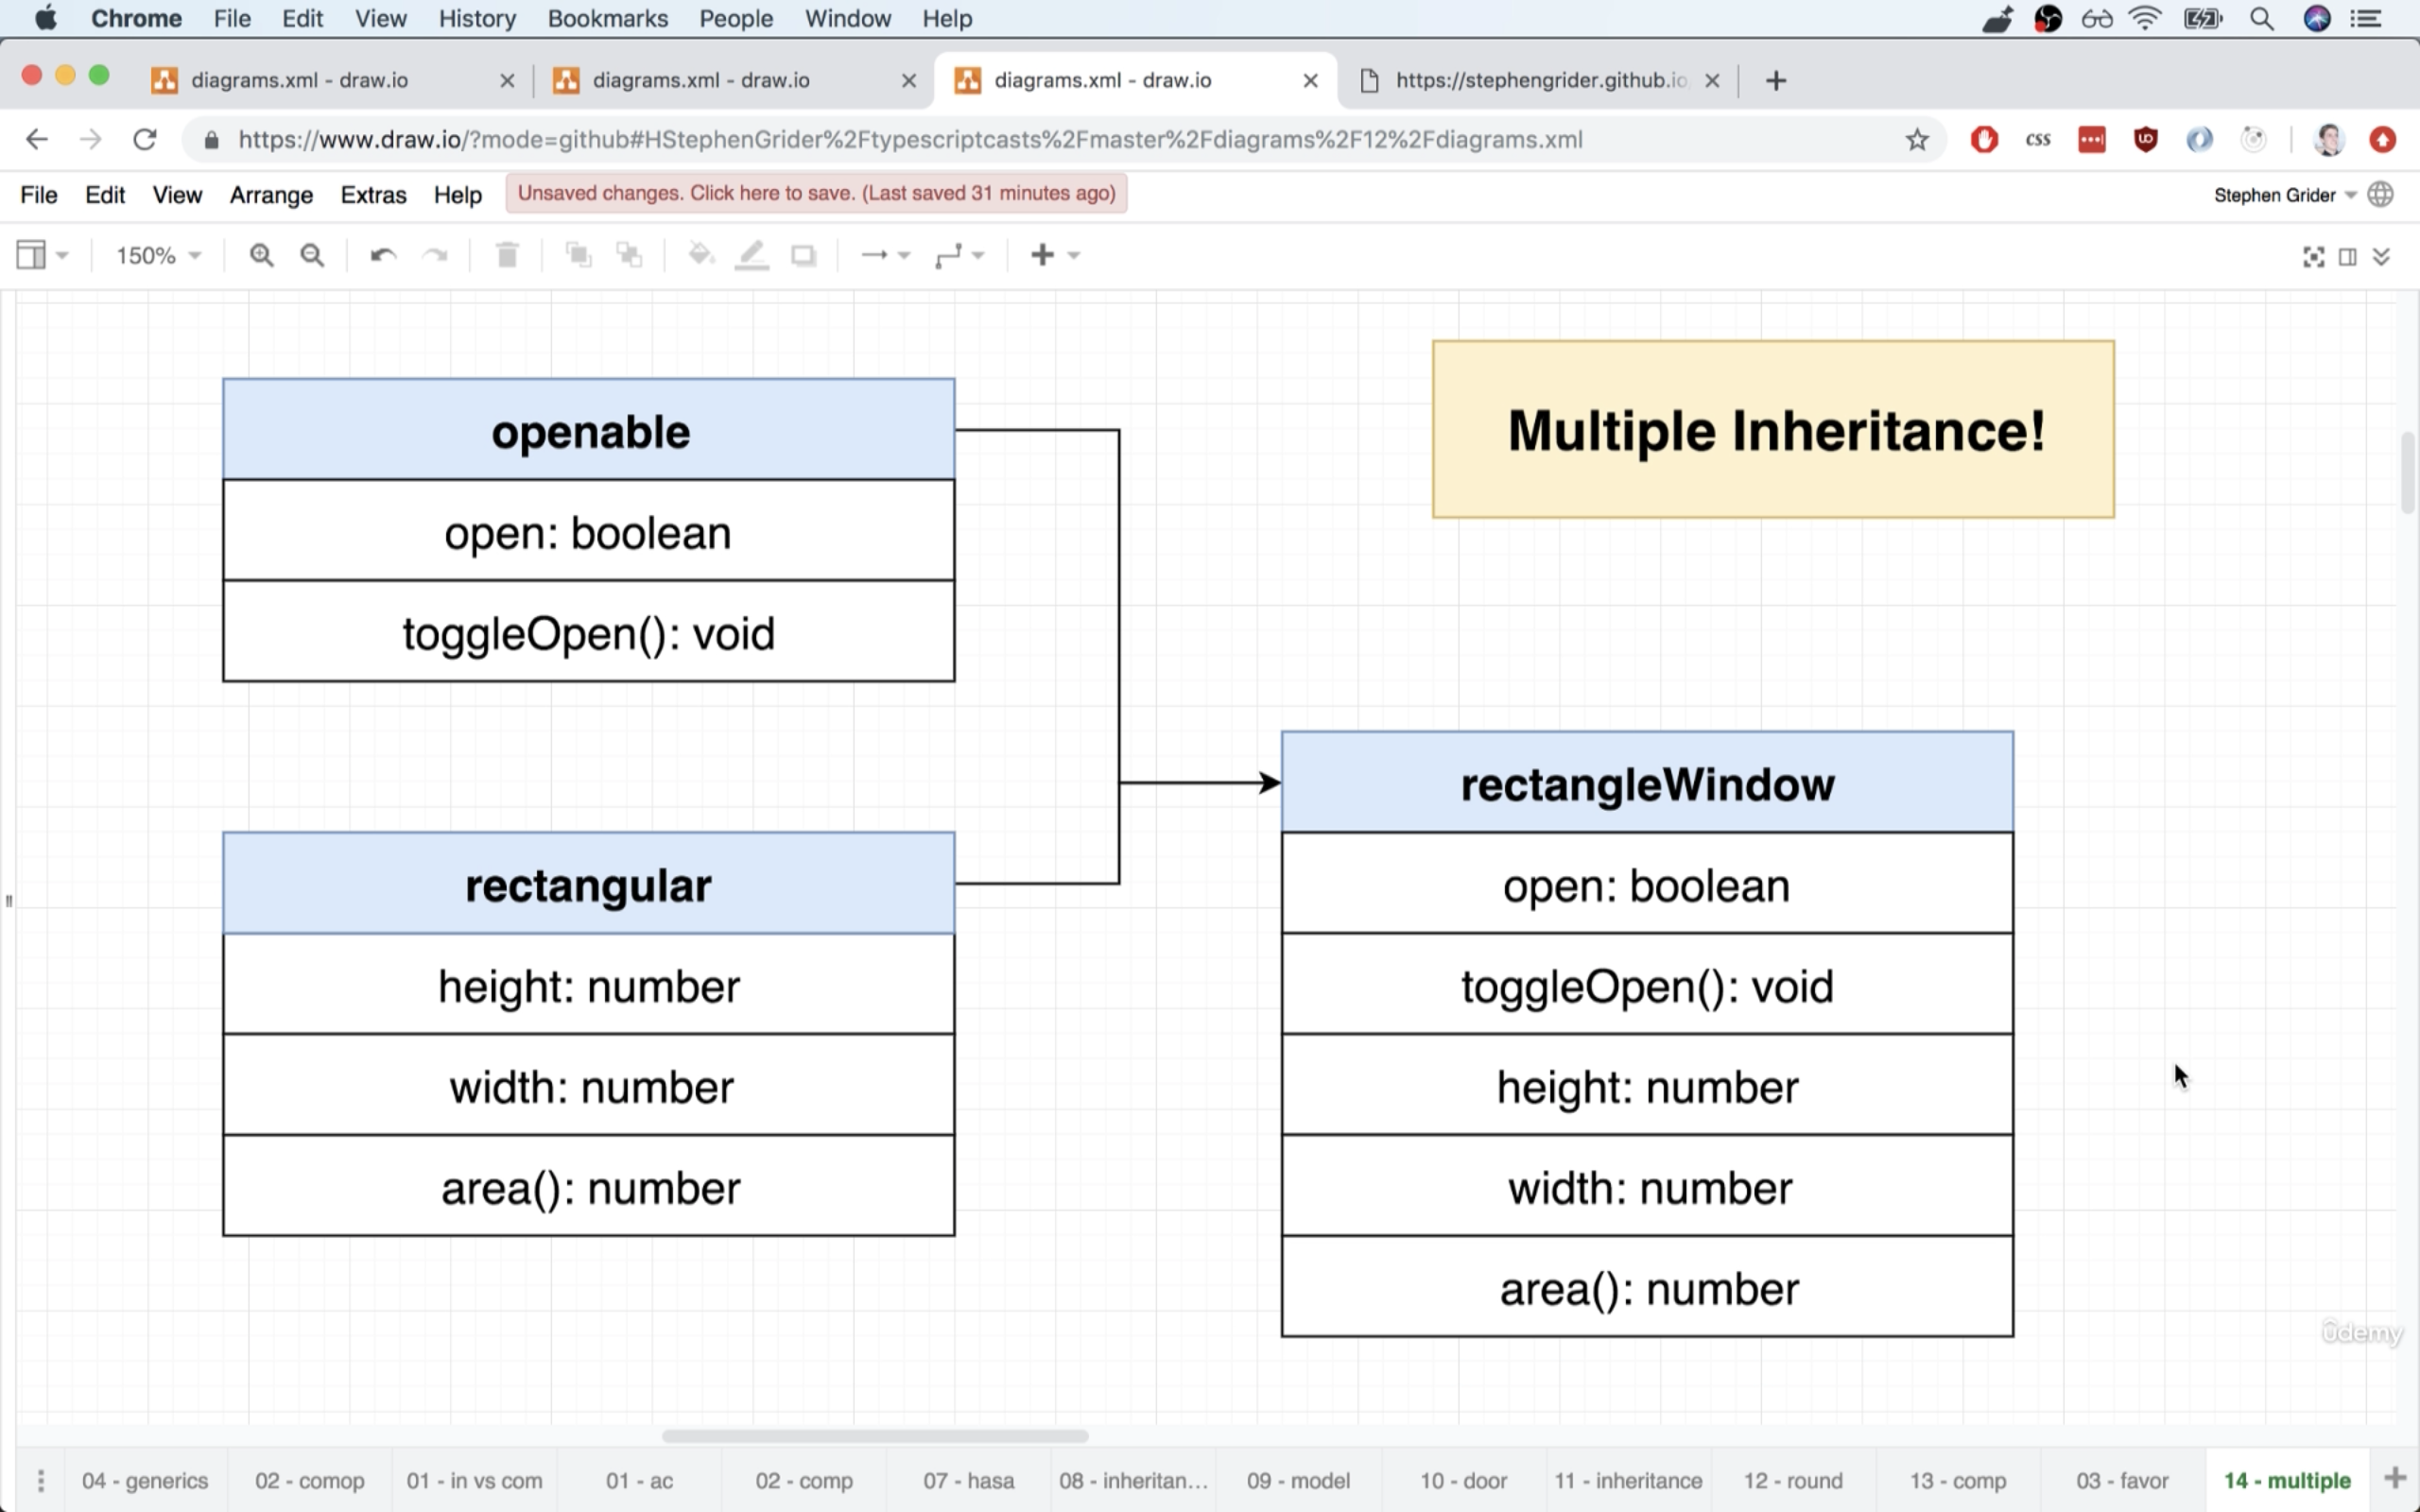 Chrome File Edit View History Bookmarks People Window Help
diagrams.xml - draw.io diagrams.xml - draw.io diagrams.xml - draw.io https://stephengrider.github.io
https://www.draw.io/?mode=github#HStephenGrider%2Ftypescriptcasts%2Fmaster%2Fdiagrams%2F12%2Fdiagrams.xml
css
File Edit View Arrange Extras Help Unsaved changes. Click here to save. (Last saved 31 minutes ago) Stephen Grider
150%
openable
open: boolean
toggleOpen(): void
Multiple Inheritance!
rectangular
height: number
width: number
area(): number
rectangleWindow
open: boolean
toggleOpen(): void
height: number
width: number
area(): number
ûdemy
04 - generics 02 - comop 01 - in vs com 01 - ac 02 - comp 07 - hasa 08 - inheritan... 09 - model 10 - door 11 - inheritance 12 - round 13 - comp 03 - favor 14 - multiple